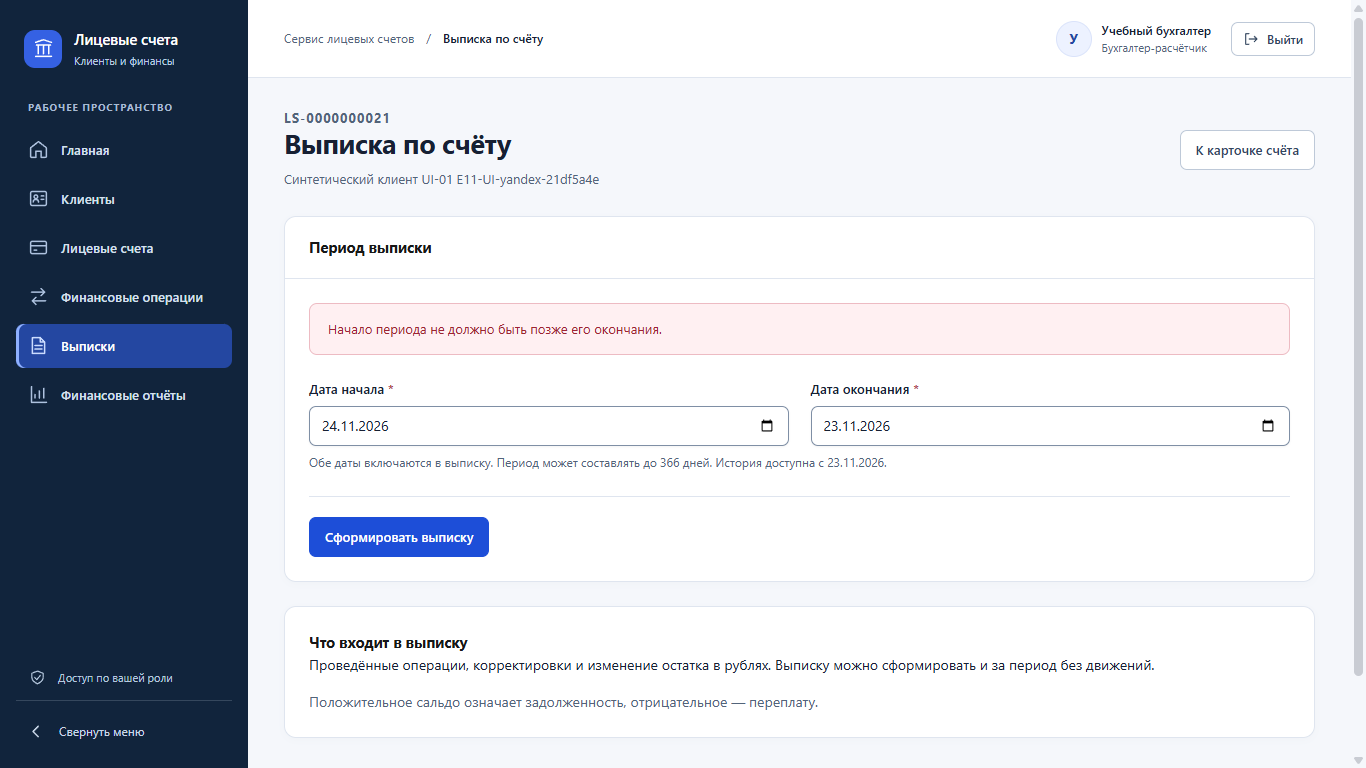 Лицевые счета
Клиенты и финансы
РАБОЧЕЕ ПРОСТРАНСТВО
Главная
Клиенты
Лицевые счета
Финансовые операции
Выписки
Финансовые отчёты
Доступ по вашей роли
Свернуть меню
Сервис лицевых счетов / Выписка по счёту
У
Учебный бухгалтер
Бухгалтер-расчётчик
Выйти
LS-0000000021
Выписка по счёту
Синтетический клиент UI-01 E11-UI-yandex-21df5a4e
К карточке счёта
Период выписки
Начало периода не должно быть позже его окончания.
Дата начала *
24.11.2026
Дата окончания *
23.11.2026
Обе даты включаются в выписку. Период может составлять до 366 дней. История доступна с 23.11.2026.
Сформировать выписку
Что входит в выписку
Проведённые операции, корректировки и изменение остатка в рублях. Выписку можно сформировать и за период без движений.
Положительное сальдо означает задолженность, отрицательное — переплату.